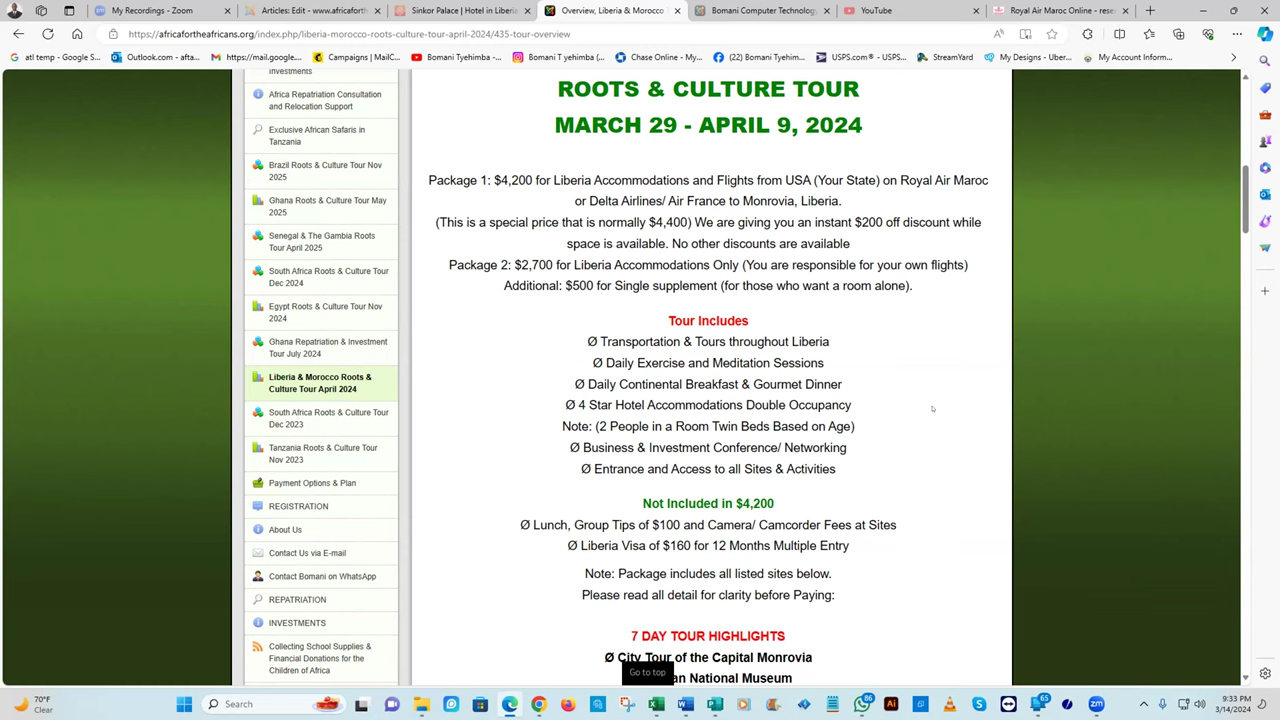 My Recordings - Zoom
Articles: Edit - www.africaforth
Sinkor Palace | Hotel in Liberia
Overview, Liberia & Morocco
Bomani Computer Technology
YouTube
Royal Air Maroc Online - rese
https://africafortheafricans.org/index.php/liberia-morocco-roots-culture-tour-april-2024/435-tour-overview
atl temp - Google S...
Outlook.com - afta...
https://mail.googl...
Campaigns | MailC...
Bomani Tyehimba -...
Bomani T yehimba (...
Chase Online - My...
(22) Bomani Tyehim...
USPS.com® - USPS...
StreamYard
My Designs - Uber...
My Account Inform...
Investments
Africa Repatriation Consultation
and Relocation Support
Exclusive African Safaris in
Tanzania
Brazil Roots & Culture Tour Nov
2025
Ghana Roots & Culture Tour May
2025
Senegal & The Gambia Roots
Tour April 2025
South Africa Roots & Culture Tour
Dec 2024
Egypt Roots & Culture Tour Nov
2024
Ghana Repatriation & Investment
Tour July 2024
Liberia & Morocco Roots &
Culture Tour April 2024
South Africa Roots & Culture Tour
Dec 2023
Tanzania Roots & Culture Tour
Nov 2023
Payment Options & Plan
REGISTRATION
About Us
Contact Us via E-mail
Contact Bomani on WhatsApp
REPATRIATION
INVESTMENTS
Collecting School Supplies &
Financial Donations for the
Children of Africa
ROOTS & CULTURE TOUR
MARCH 29 - APRIL 9, 2024
Package 1: $4,200 for Liberia Accommodations and Flights from USA (Your State) on Royal Air Maroc
or Delta Airlines/ Air France to Monrovia, Liberia.
(This is a special price that is normally $4,400) We are giving you an instant $200 off discount while
space is available. No other discounts are available
Package 2: $2,700 for Liberia Accommodations Only (You are responsible for your own flights)
Additional: $500 for Single supplement (for those who want a room alone).
Tour Includes
Ø Transportation & Tours throughout Liberia
Ø Daily Exercise and Meditation Sessions
Ø Daily Continental Breakfast & Gourmet Dinner
Ø 4 Star Hotel Accommodations Double Occupancy
Note: (2 People in a Room Twin Beds Based on Age)
Ø Business & Investment Conference/ Networking
Ø Entrance and Access to all Sites & Activities
Not Included in $4,200
Ø Lunch, Group Tips of $100 and Camera/ Camcorder Fees at Sites
Ø Liberia Visa of $160 for 12 Months Multiple Entry
Note: Package includes all listed sites below.
Please read all detail for clarity before Paying:
7 DAY TOUR HIGHLIGHTS
Ø City Tour of the Capital Monrovia
an National Museum
Go to top
70°F
Clear
Search
86
65
9:33 PM
3/14/2024